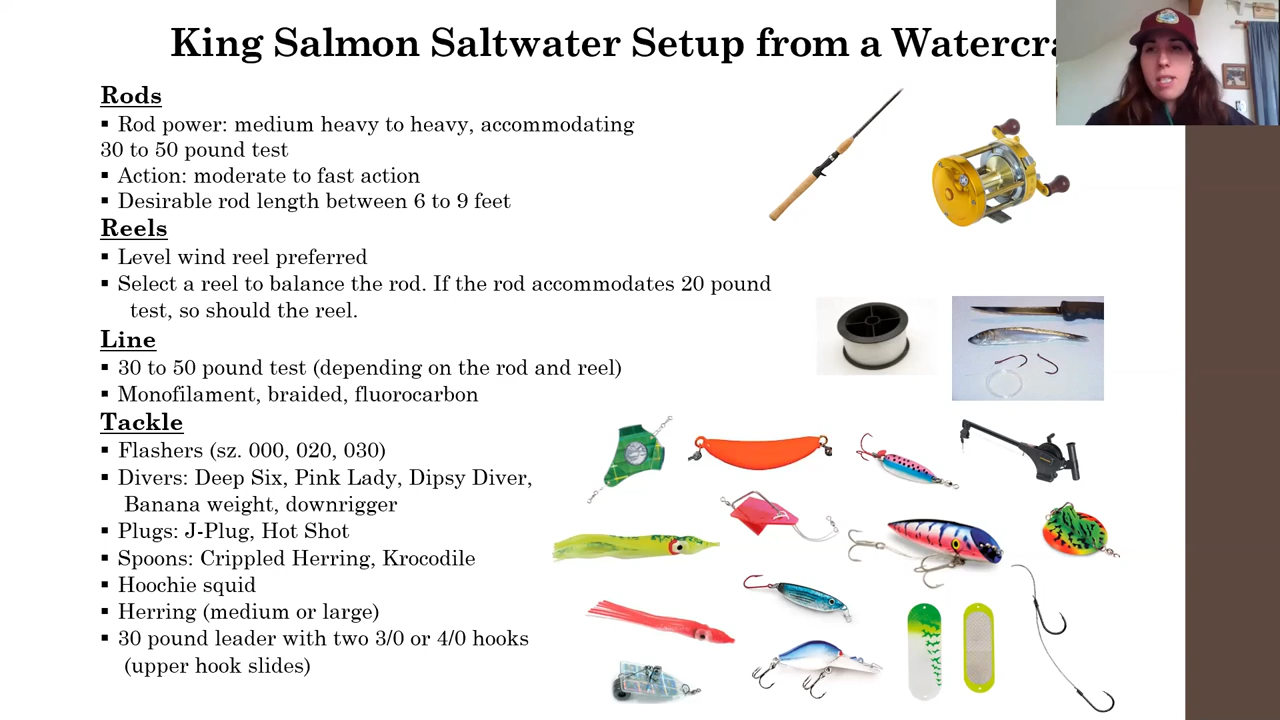 King Salmon Saltwater Setup from a Watercra
Rods
▪ Rod power: medium heavy to heavy, accommodating
30 to 50 pound test
▪ Action: moderate to fast action
▪ Desirable rod length between 6 to 9 feet
Reels
▪ Level wind reel preferred
▪ Select a reel to balance the rod. If the rod accommodates 20 pound
test, so should the reel.
Line
▪ 30 to 50 pound test (depending on the rod and reel)
▪ Monofilament, braided, fluorocarbon
Tackle
▪ Flashers (sz. 000, 020, 030)
▪ Divers: Deep Six, Pink Lady, Dipsy Diver,
Banana weight, downrigger
▪ Plugs: J-Plug, Hot Shot
▪ Spoons: Crippled Herring, Krocodile
▪ Hoochie squid
▪ Herring (medium or large)
▪ 30 pound leader with two 3/0 or 4/0 hooks
(upper hook slides)